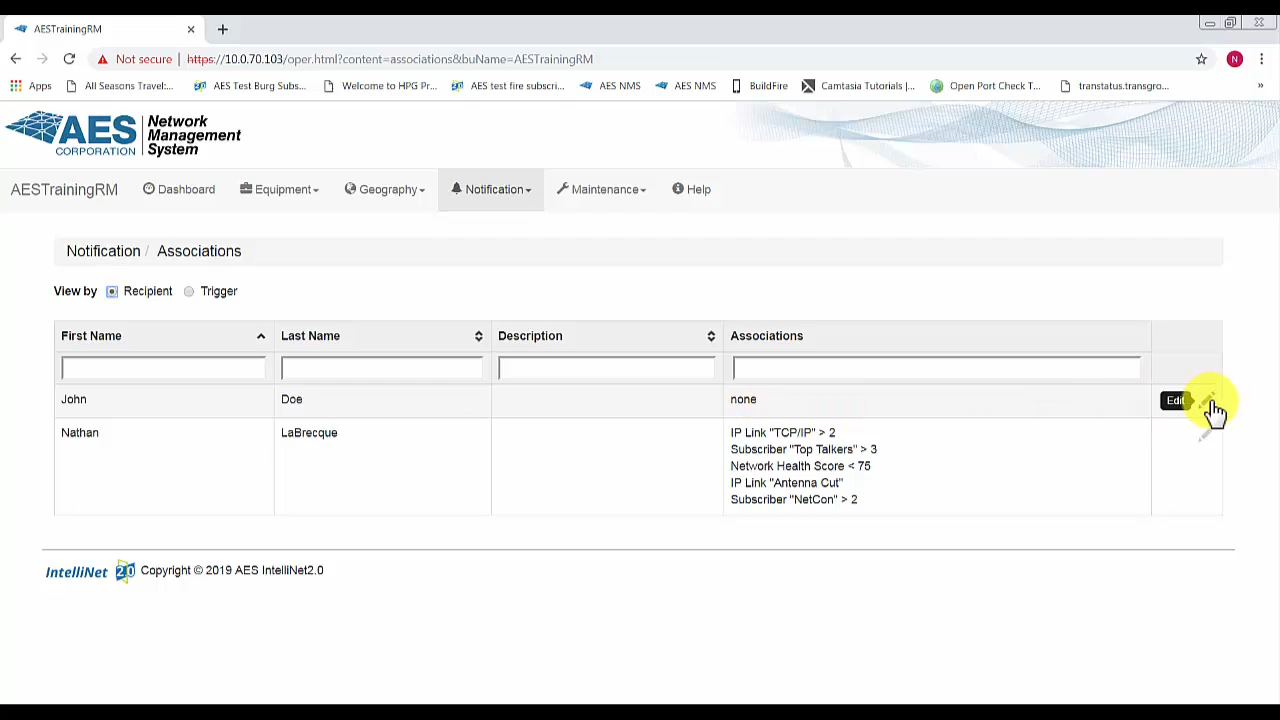 AESTrainingRM
Not secure | https://10.0.70.103/oper.html?content=associations&buName=AESTrainingRM
N
Apps All Seasons Travel:... AES Test Burg Subs... Welcome to HPG Pr... AES test fire subscri... AES NMS AES NMS BuildFire Camtasia Tutorials |... Open Port Check T... transtatus.transgro... »
AES CORPORATION
Network
Management
System
AESTrainingRM Dashboard Equipment Geography Notification Maintenance Help
Notification / Associations
View by Recipient Trigger
First Name Last Name Description Associations
John Doe none Edit
Nathan LaBrecque IP Link "TCP/IP" > 2
Subscriber "Top Talkers" > 3
Network Health Score < 75
IP Link "Antenna Cut"
Subscriber "NetCon" > 2
IntelliNet 2.0 Copyright © 2019 AES IntelliNet2.0